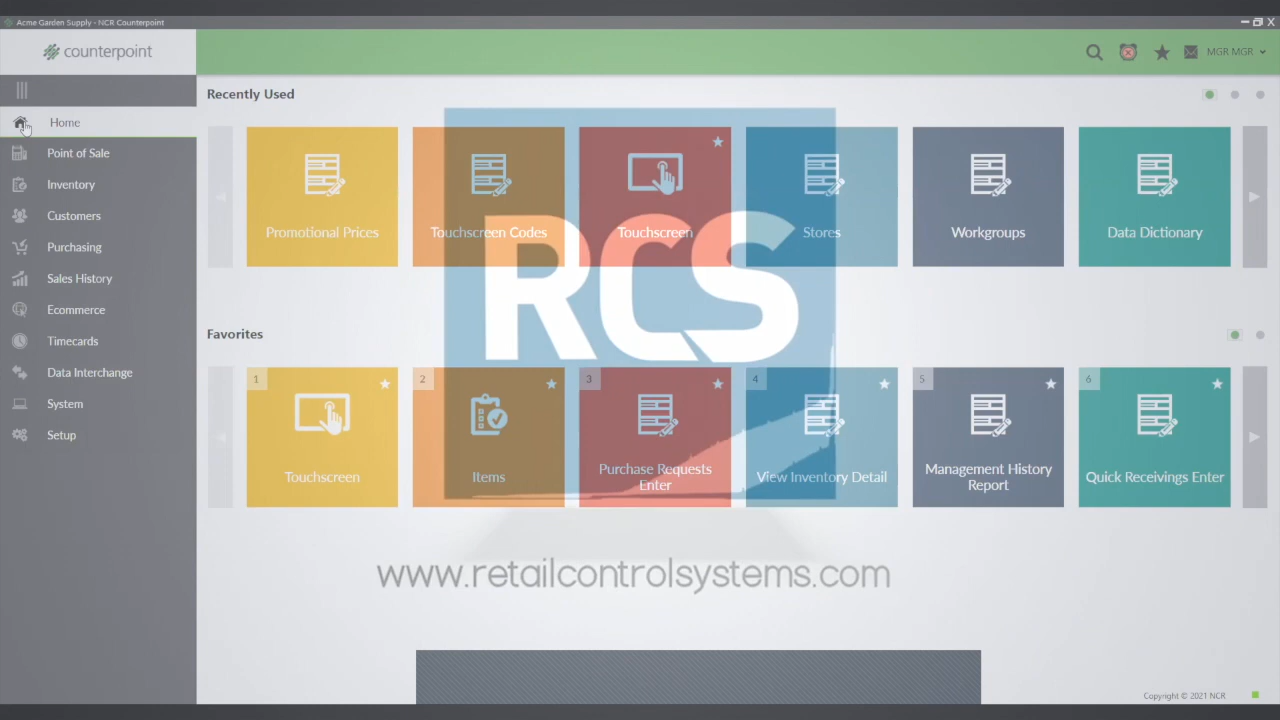 Acme Garden Supply - NCR Counterpoint
counterpoint
MGR MGR
Home
Point of Sale
Inventory
Customers
Purchasing
Sales History
Ecommerce
Timecards
Data Interchange
System
Setup
Recently Used
Promotional Prices
Touchscreen Codes
Touchscreen
Stores
Workgroups
Data Dictionary
RCS
Favorites
1
Touchscreen
2
Items
3
Purchase Requests
Enter
4
View Inventory Detail
5
Management History
Report
6
Quick Receivings Enter
www.retailcontrolsystems.com
Copyright © 2021 NCR